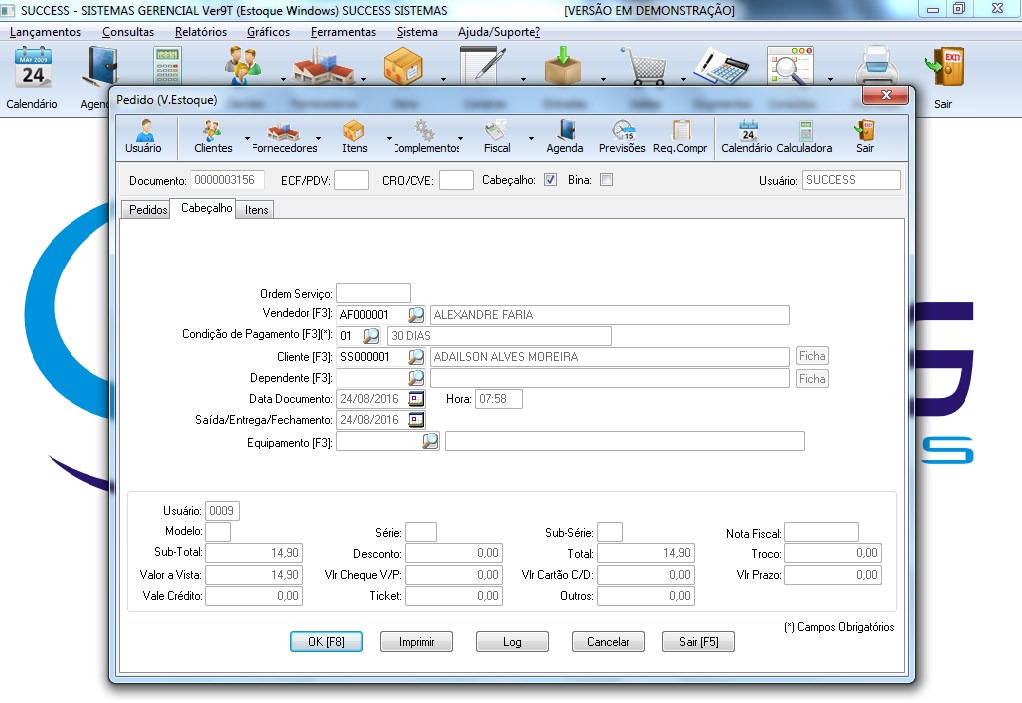 SUCCESS - SISTEMAS GERENCIAL Ver9T (Estoque Windows) SUCCESS SISTEMAS [VERSÃO EM DEMONSTRAÇÃO]
Lançamentos Consultas Relatórios Gráficos Ferramentas Sistema Ajuda/Suporte?
MAY 2009
24
EXIT
Calendário Agen Sair
Pedido (V.Estoque)
Usuário Clientes Fornecedores Itens Complementos Fiscal Agenda Previsões Req.Compr Calendário Calculadora Sair
Documento: 0000003156 ECF/PDV: CRO/CVE: Cabeçalho: Bina: Usuário: SUCCESS
Pedidos Cabeçalho Itens
Ordem Serviço:
Vendedor [F3]: AF000001 ALEXANDRE FARIA
Condição de Pagamento [F3](*): 01 30 DIAS
Cliente [F3]: SS000001 ADAILSON ALVES MOREIRA Ficha
Dependente [F3]: Ficha
Data Documento: 24/08/2016 Hora: 07:58
Saída/Entrega/Fechamento: 24/08/2016
Equipamento [F3]:
Usuário: 0009
Modelo: Série: Sub-Série: Nota Fiscal:
Sub-Total: 14,90 Desconto: 0,00 Total: 14,90 Troco: 0,00
Valor a Vista: 14,90 Vlr Cheque V/P: 0,00 Vlr Cartão C/D: 0,00 Vlr Prazo: 0,00
Vale Crédito: 0,00 Ticket: 0,00 Outros: 0,00
(*) Campos Obrigatórios
OK [F8] Imprimir Log Cancelar Sair [F5]